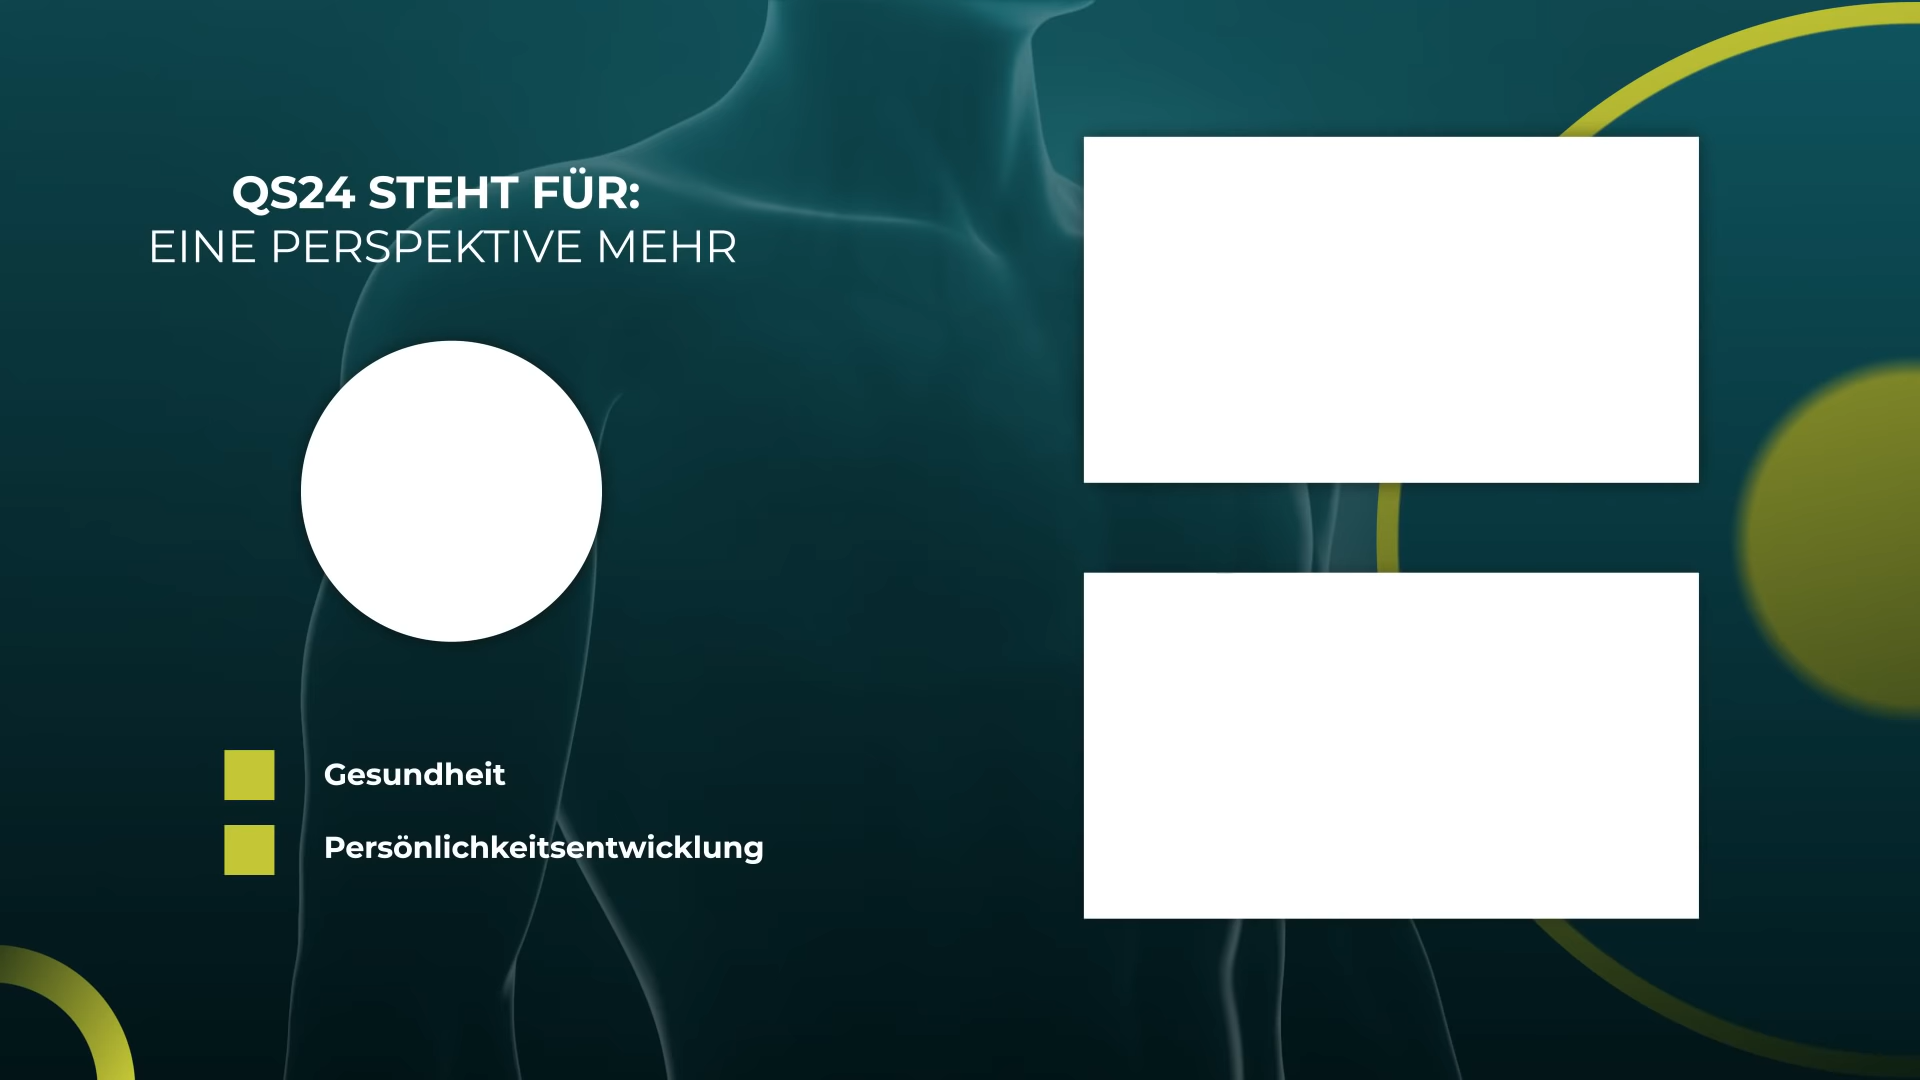 QS24 STEHT FÜR:
EINE PERSPEKTIVE MEHR
Gesundheit
Persönlichkeitsentwicklung